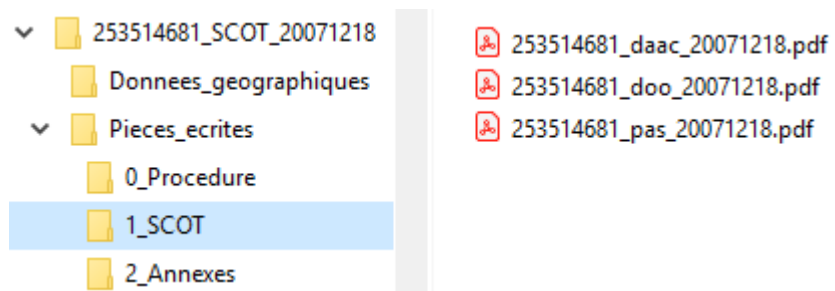 253514681_SCOT_20071218
Donnees_geographiques
Pieces_ecrites
0_Procedure
1_SCOT
2_Annexes
253514681_daac_20071218.pdf
253514681_doo_20071218.pdf
253514681_pas_20071218.pdf